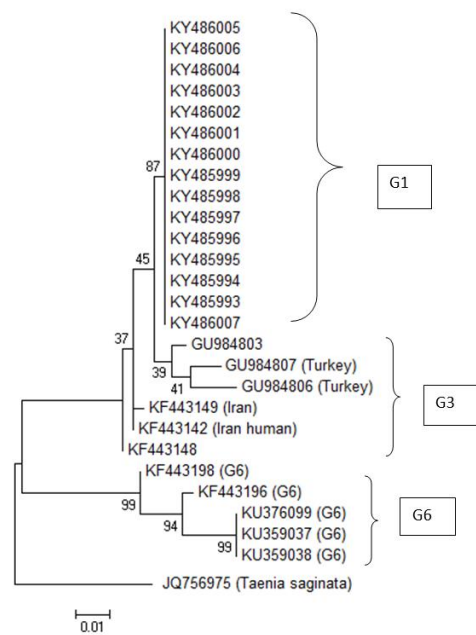 KY486005
KY486006
KY486004
KY486003
KY486002
KY486001
KY486000
87
KY485999
G1
KY485998
KY485997
KY485996
45
KY485995
KY485994
KY485993
KY486007
37
GU984803
39
GU984807 (Turkey)
41
GU984806 (Turkey)
G3
KF443149 (Iran)
KF443142 (Iran human)
KF443148
KF443198 (G6)
99
KF443196 (G6)
KU376099 (G6)
G6
94
KU359037 (G6)
99
KU359038 (G6)
JQ756975 (Taenia saginata)
0.01